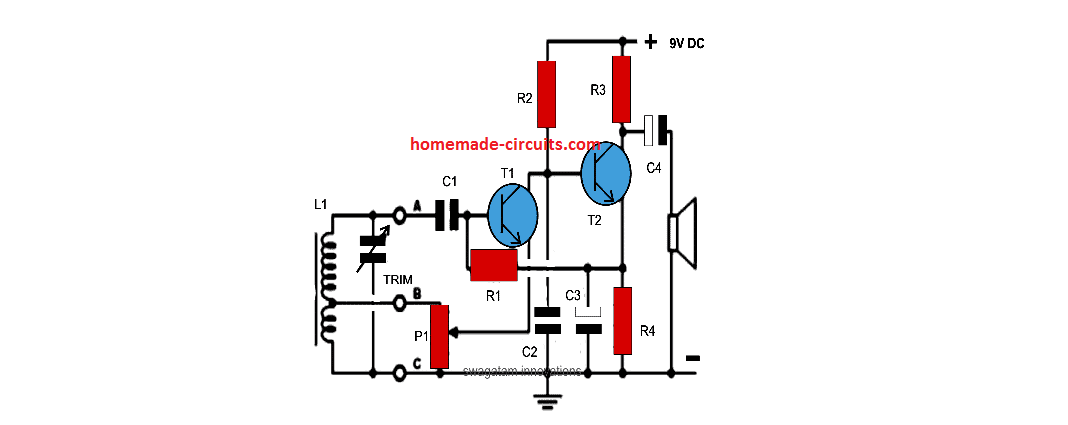 + 9V DC
R2
R3
homemade-circuits.com
C4
T1
C1
T2
L1
A
TRIM
B
R1
C3
P1
R4
C2
-
C
swagatam innovations